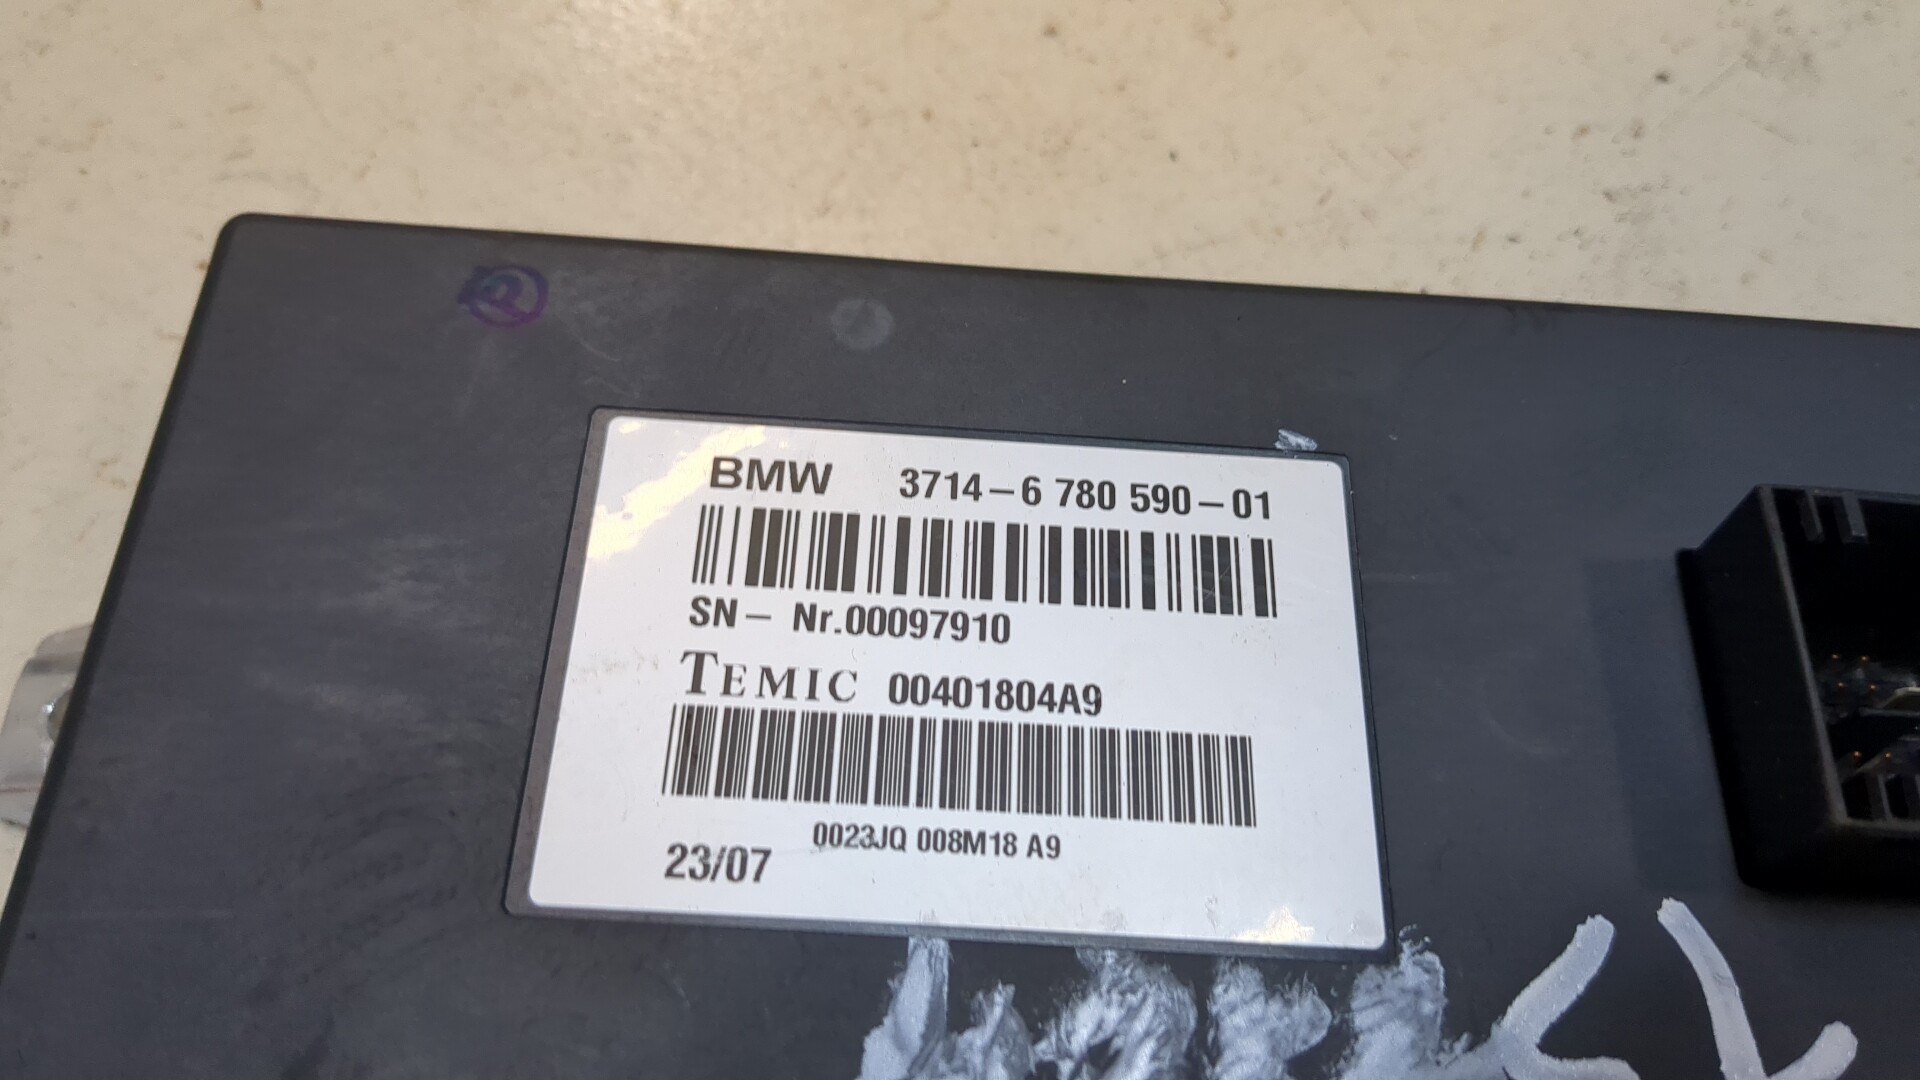 BMW 3714-6 780 590-01
SN- Nr.00097910
TEMIC 00401804A9
0023JQ 008M18 A9
23/07